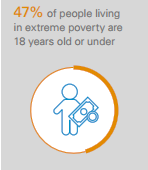 47% of people living
in extreme poverty are
18 years old or under